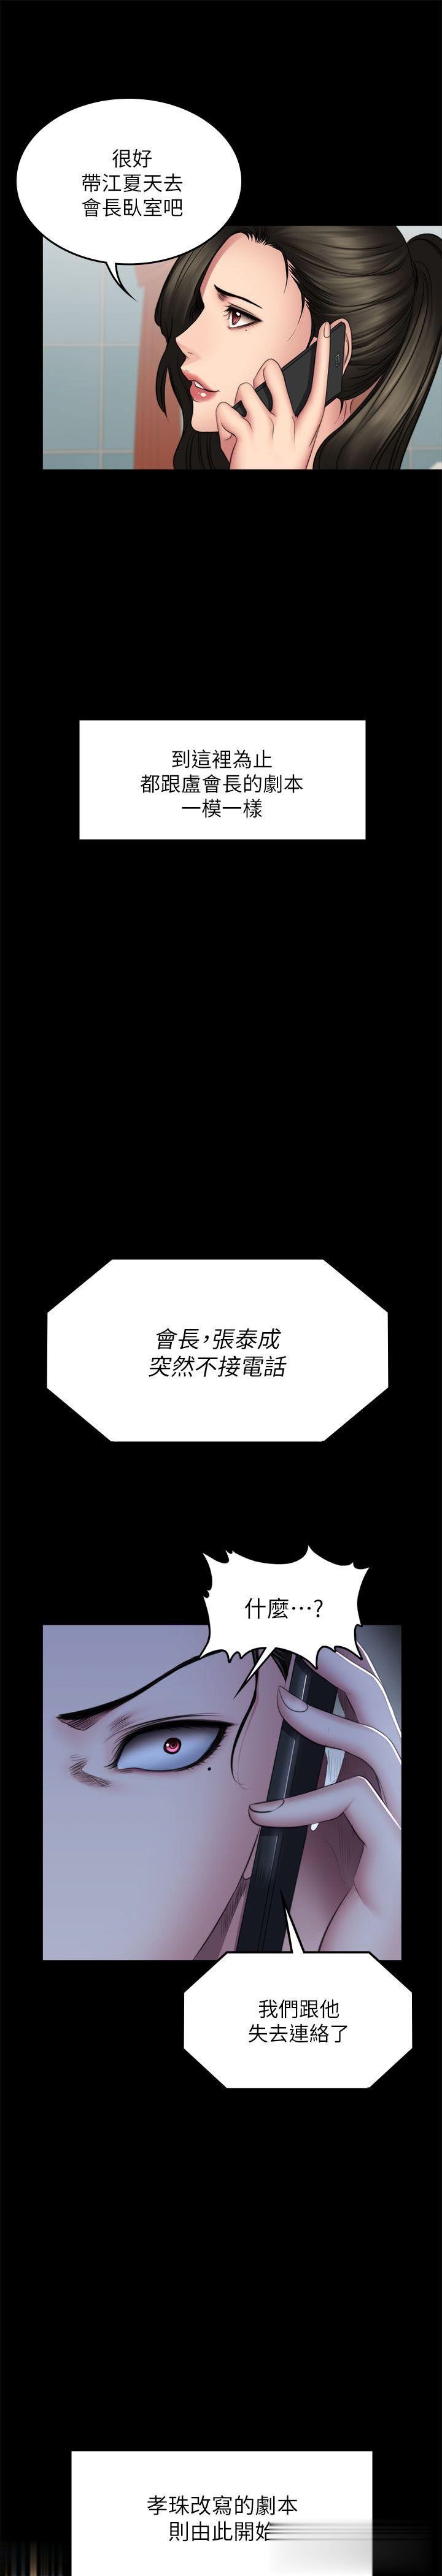 很好
帶江夏天去
會長臥室吧
到這裡為止
都跟盧會長的劇本
一模一樣
會長，張泰成
突然不接電話
什麼⋯?
我們跟他
失去連絡了
孝珠改寫的劇本
則由此開始